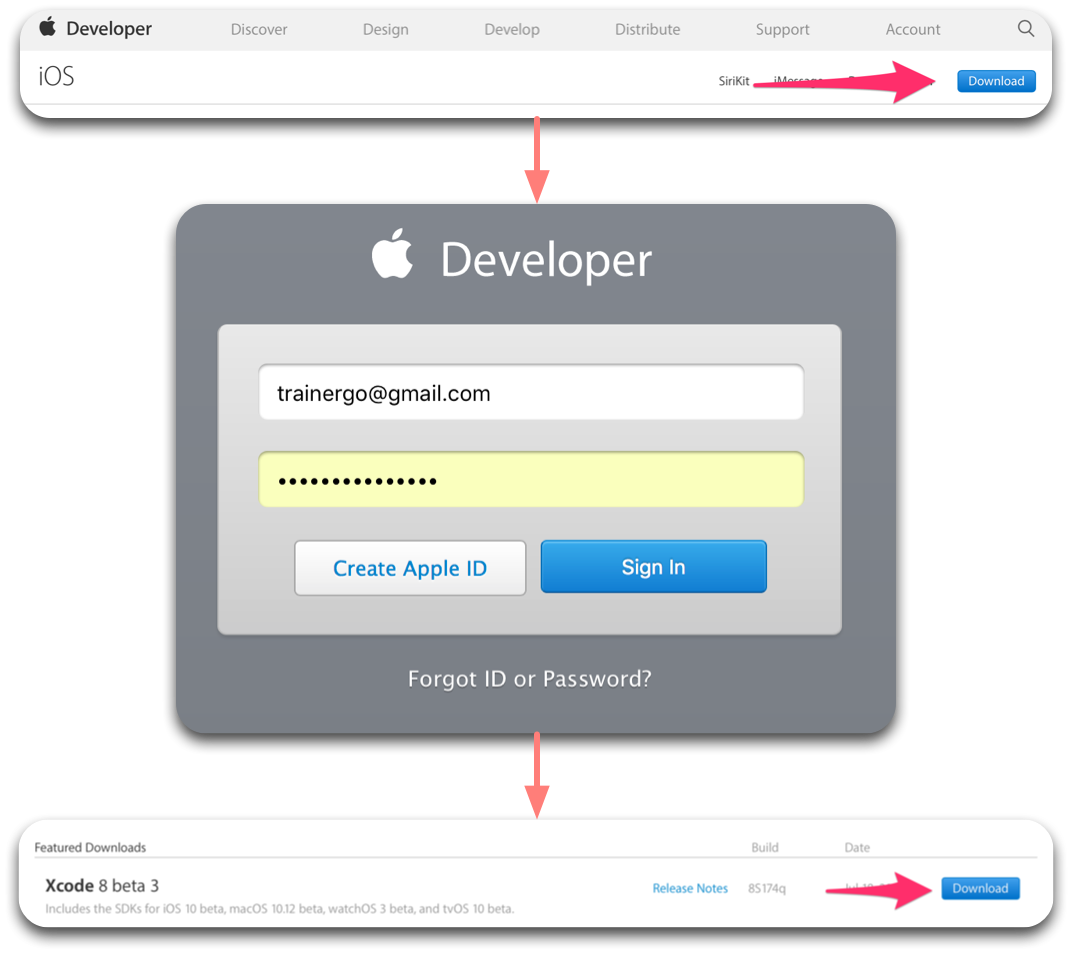 Developer Discover Design Develop Distribute Support Account
iOS SiriKit Download
Developer
trainergo@gmail.com
•••••••••••••••
Create Apple ID Sign In
Forgot ID or Password?
Featured Downloads Build Date
Xcode 8 beta 3 Release Notes 8S174q Download
Includes the SDKs for iOS 10 beta, macOS 10.12 beta, watchOS 3 beta, and tvOS 10 beta.